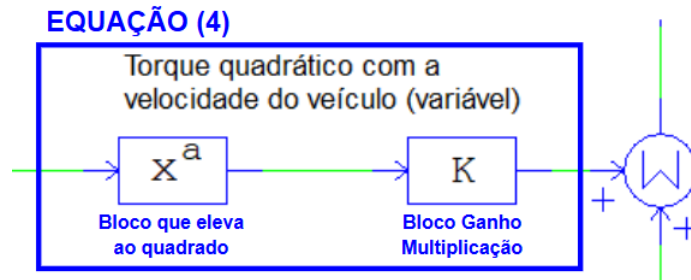 EQUAÇÃO (4)
Torque quadrático com a
velocidade do veículo (variável)
x^a
K
Bloco que eleva
ao quadrado
Bloco Ganho
Multiplicação
+
+